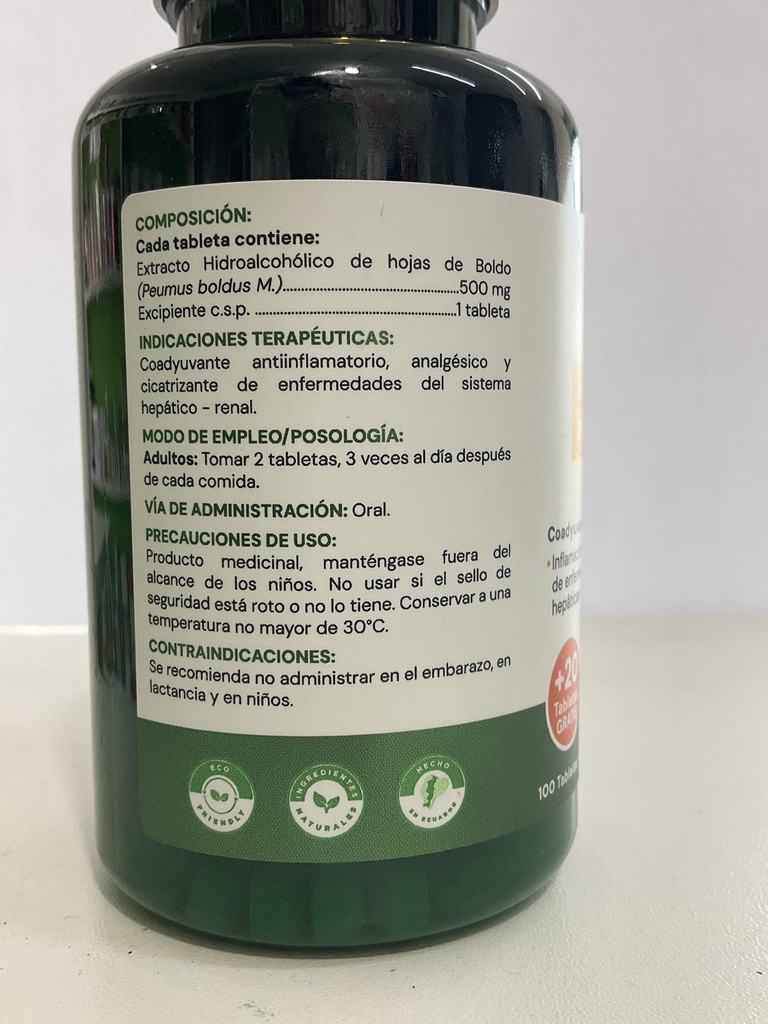 COMPOSICIÓN:
Cada tableta contiene:
Extracto Hidroalcohólico de hojas de Boldo
(Peumus boldus M.)..........................................500 mg
Excipiente c.s.p. ................................................1 tableta
INDICACIONES TERAPÉUTICAS:
Coadyuvante antiinflamatorio, analgésico y
cicatrizante de enfermedades del sistema
hepático - renal.
MODO DE EMPLEO/POSOLOGÍA:
Adultos: Tomar 2 tabletas, 3 veces al día después
de cada comida.
VÍA DE ADMINISTRACIÓN: Oral.
PRECAUCIONES DE USO:
Producto medicinal, manténgase fuera del
alcance de los niños. No usar si el sello de
seguridad está roto o no lo tiene. Conservar a una
temperatura no mayor de 30°C.
CONTRAINDICACIONES:
Se recomienda no administrar en el embarazo, en
lactancia y en niños.
ECO
FRIENDLY
INGREDIENTES
NATURALES
HECHO
EN ECUADOR
de
+20
GRATIS
100